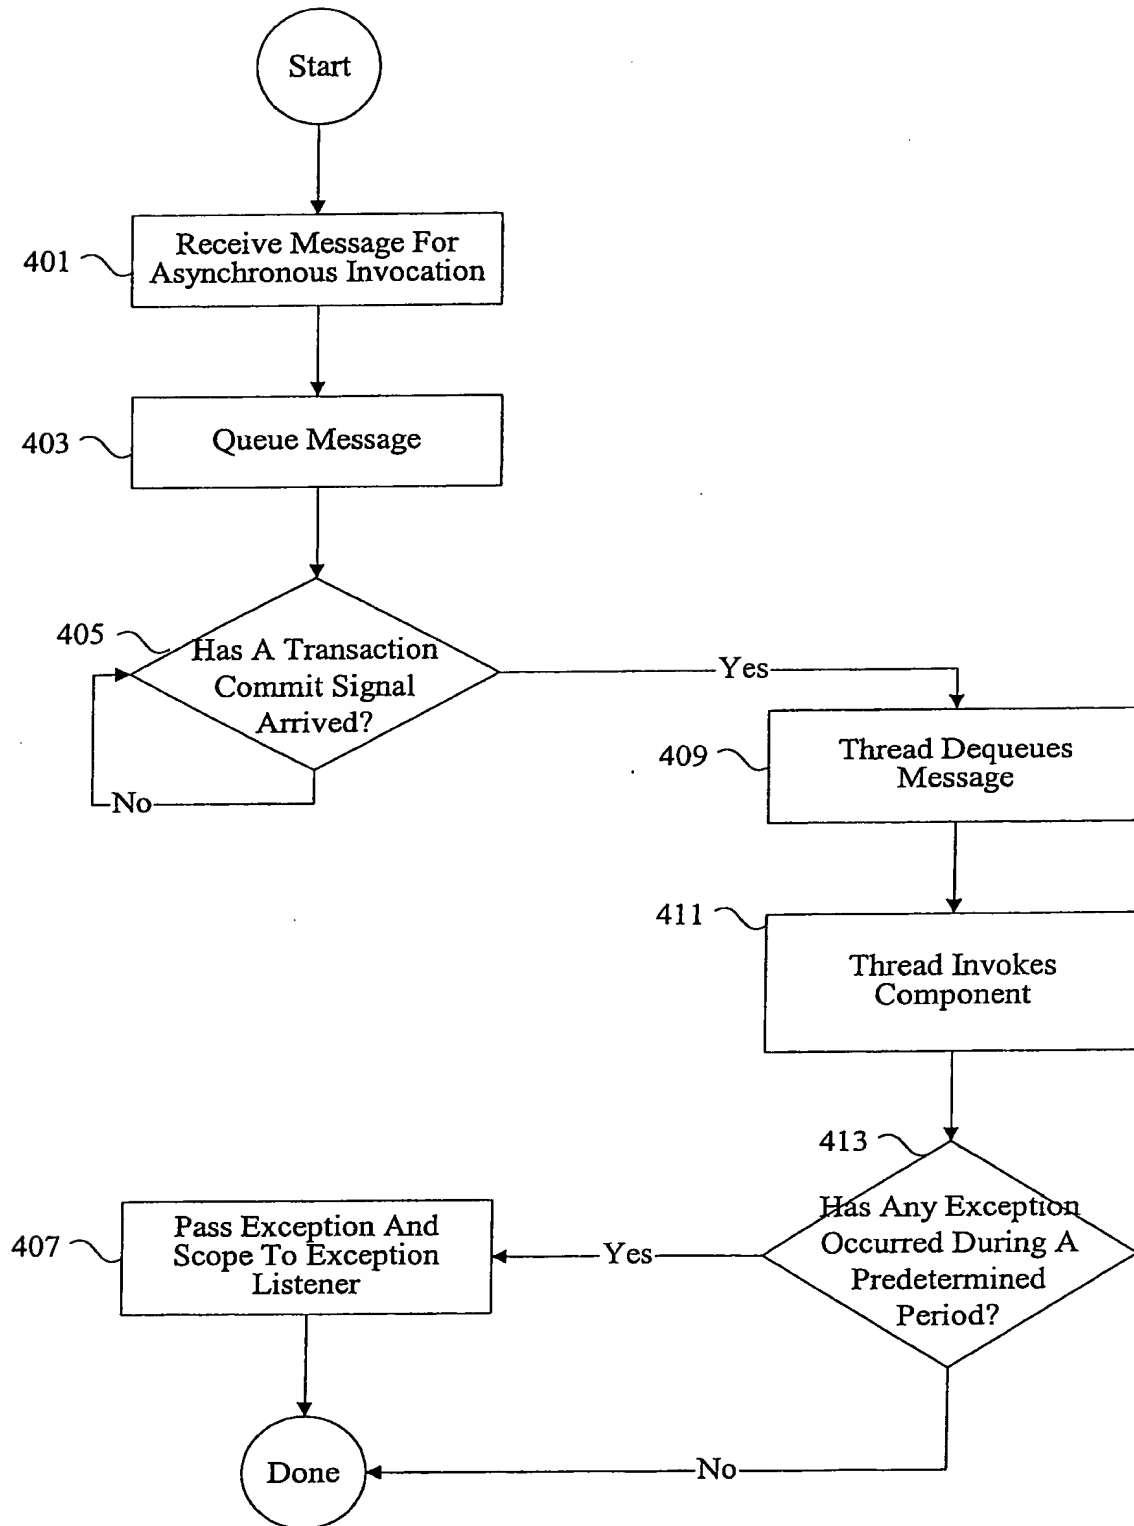 Start
401
Receive Message For
Asynchronous Invocation
403
Queue Message
405
Has A Transaction
Commit Signal
Arrived?
Yes
No
409
Thread Dequeues
Message
411
Thread Invokes
Component
413
Has Any Exception
Occurred During A
Predetermined
Period?
Yes
407
Pass Exception And
Scope To Exception
Listener
No
Done